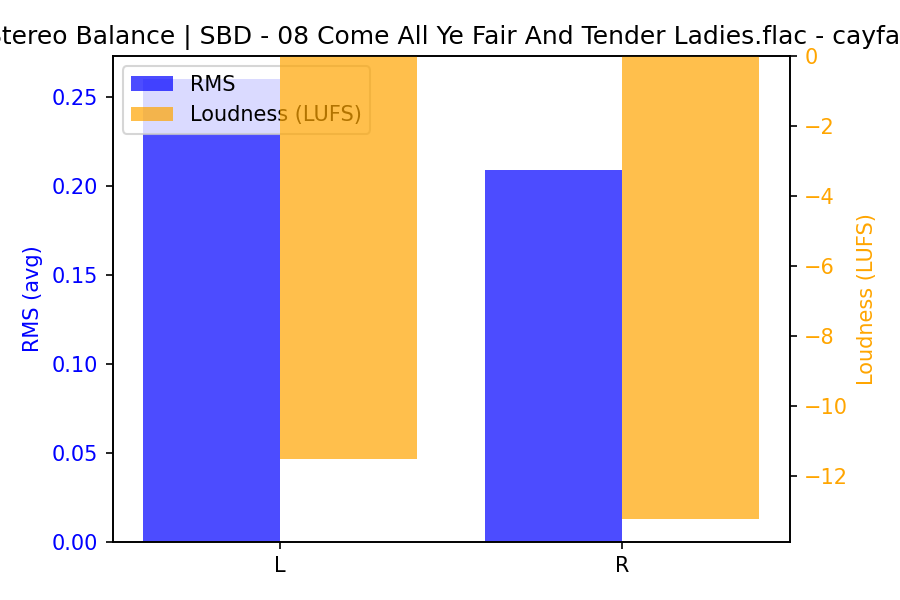 tereo Balance | SBD - 08 Come All Ye Fair And Tender Ladies.flac - cayfa
RMS
Loudness (LUFS)
RMS (avg)
0.25
0.20
0.15
0.10
0.05
0.00
L
R
0
−2
−4
−6
−8
−10
−12
Loudness (LUFS)